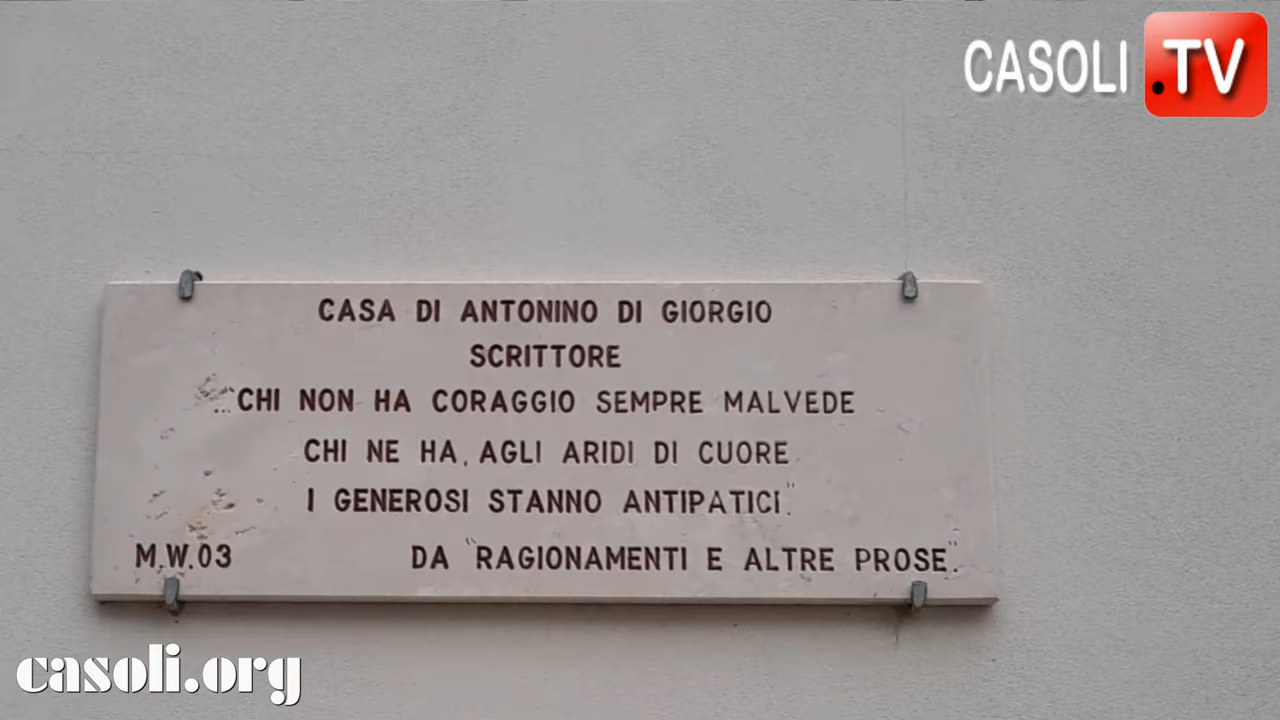 CASOLI .TV
CASA DI ANTONINO DI GIORGIO
SCRITTORE
..."CHI NON HA CORAGGIO SEMPRE MALVEDE
CHI NE HA, AGLI ARIDI DI CUORE
I GENEROSI STANNO ANTIPATICI".
M.W.03 DA "RAGIONAMENTI E ALTRE PROSE".
casoli.org